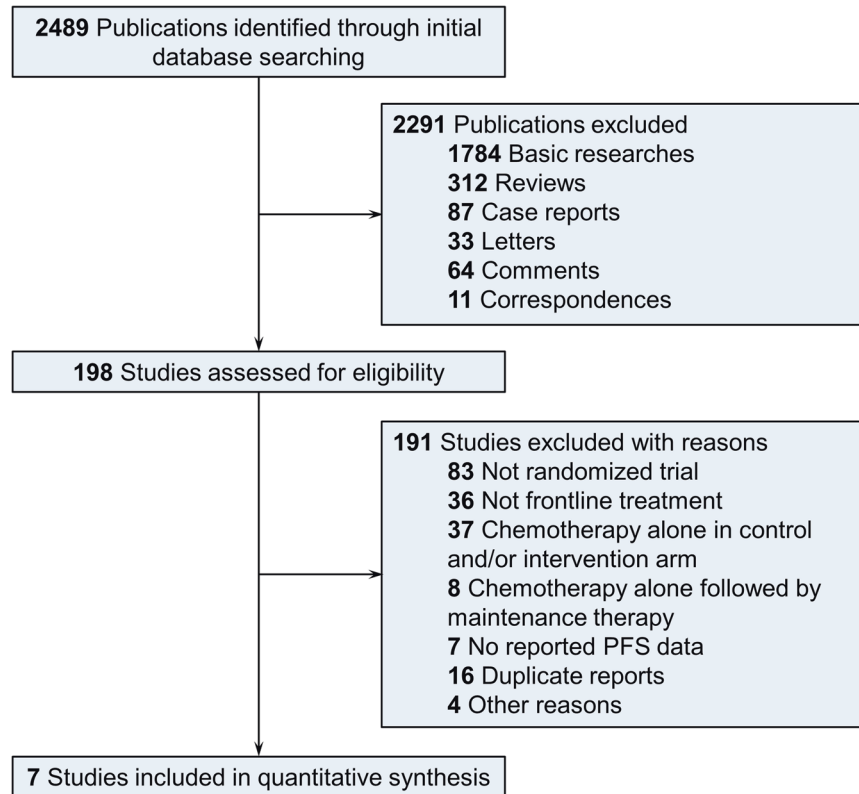 2489 Publications identified through initial
database searching
2291 Publications excluded
1784 Basic researches
312 Reviews
87 Case reports
33 Letters
64 Comments
11 Correspondences
198 Studies assessed for eligibility
191 Studies excluded with reasons
83 Not randomized trial
36 Not frontline treatment
37 Chemotherapy alone in control
and/or intervention arm
8 Chemotherapy alone followed by
maintenance therapy
7 No reported PFS data
16 Duplicate reports
4 Other reasons
7 Studies included in quantitative synthesis